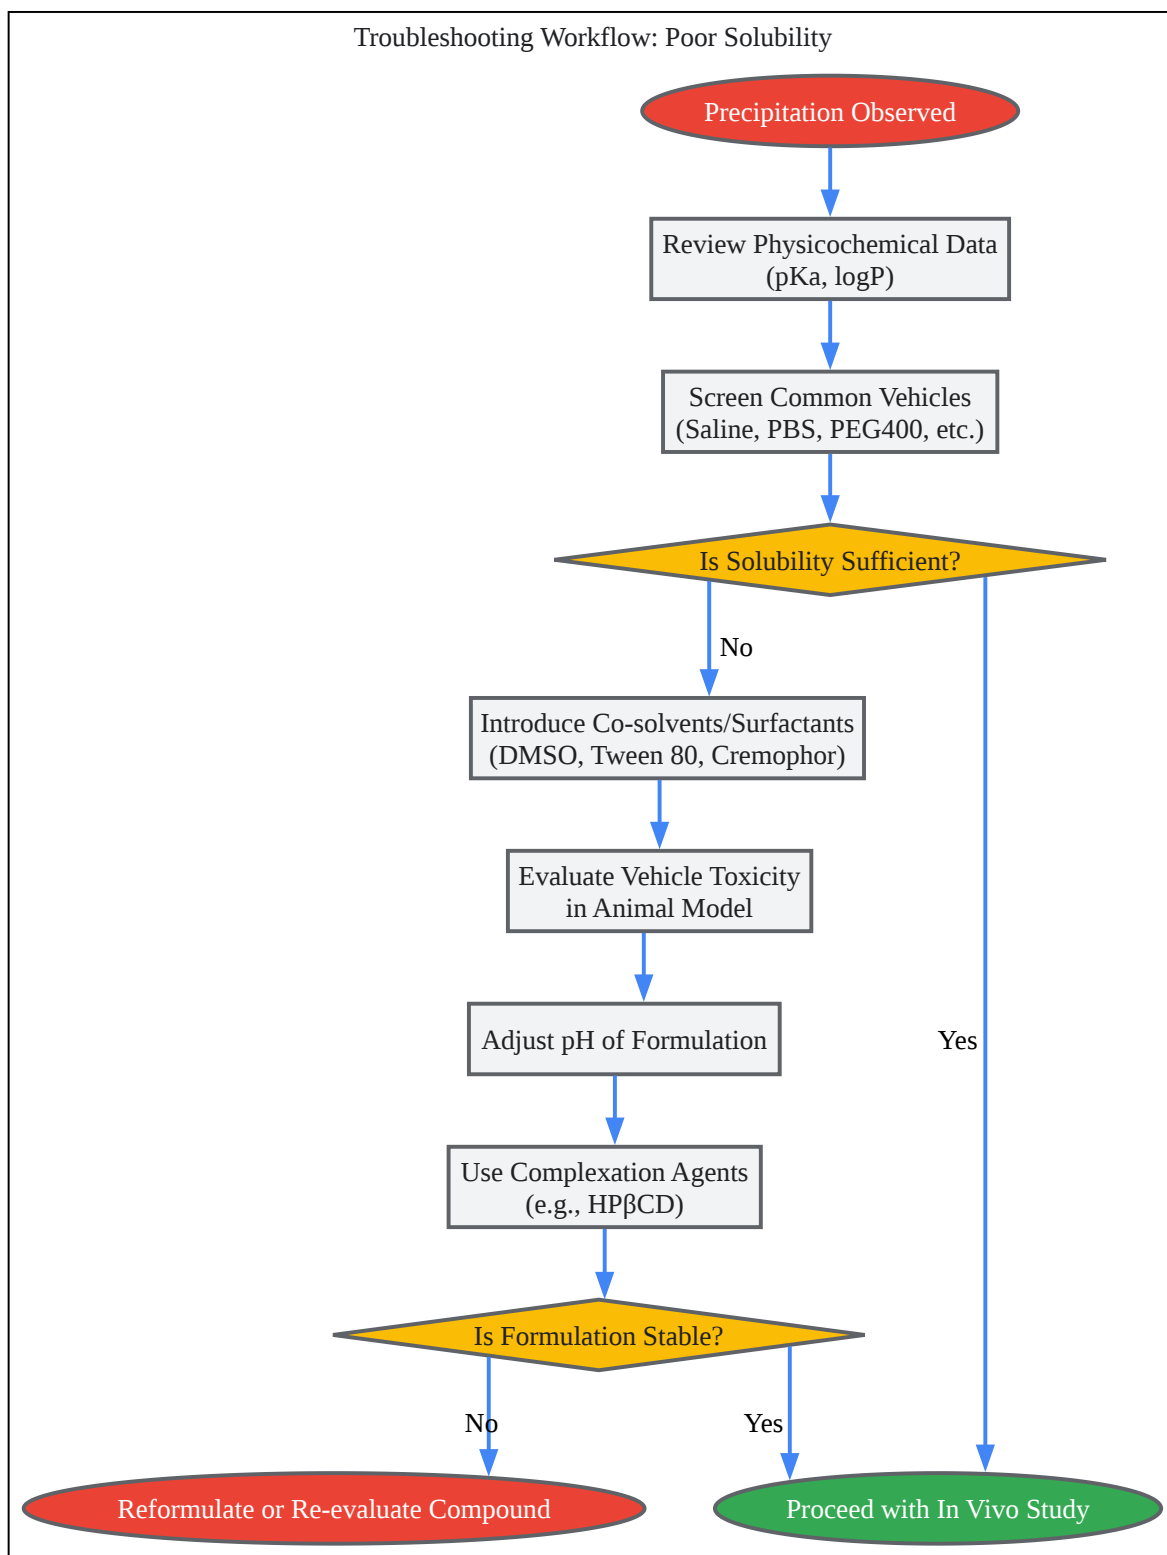 Troubleshooting Workflow: Poor Solubility
Precipitation Observed
Review Physicochemical Data
(pKa, logP)
Screen Common Vehicles
(Saline, PBS, PEG400, etc.)
Is Solubility Sufficient?
No
Introduce Co-solvents/Surfactants
(DMSO, Tween 80, Cremophor)
Evaluate Vehicle Toxicity
in Animal Model
Adjust pH of Formulation
Yes
Use Complexation Agents
(e.g., HPβCD)
Is Formulation Stable?
No
Yes
Reformulate or Re-evaluate Compound
Proceed with In Vivo Study